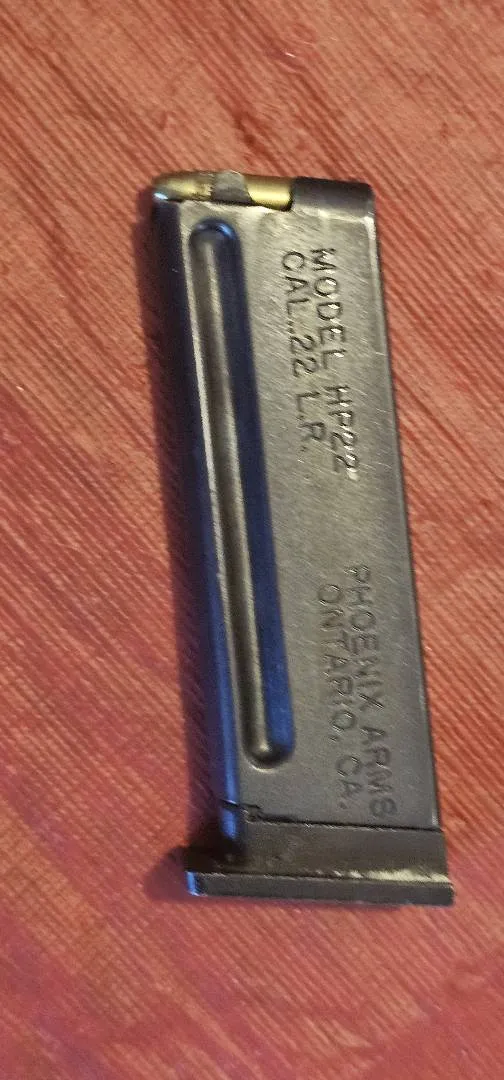 MODEL HP22
CAL..22 L.R.
PHOENIX ARMS
ONTARIO, CA.